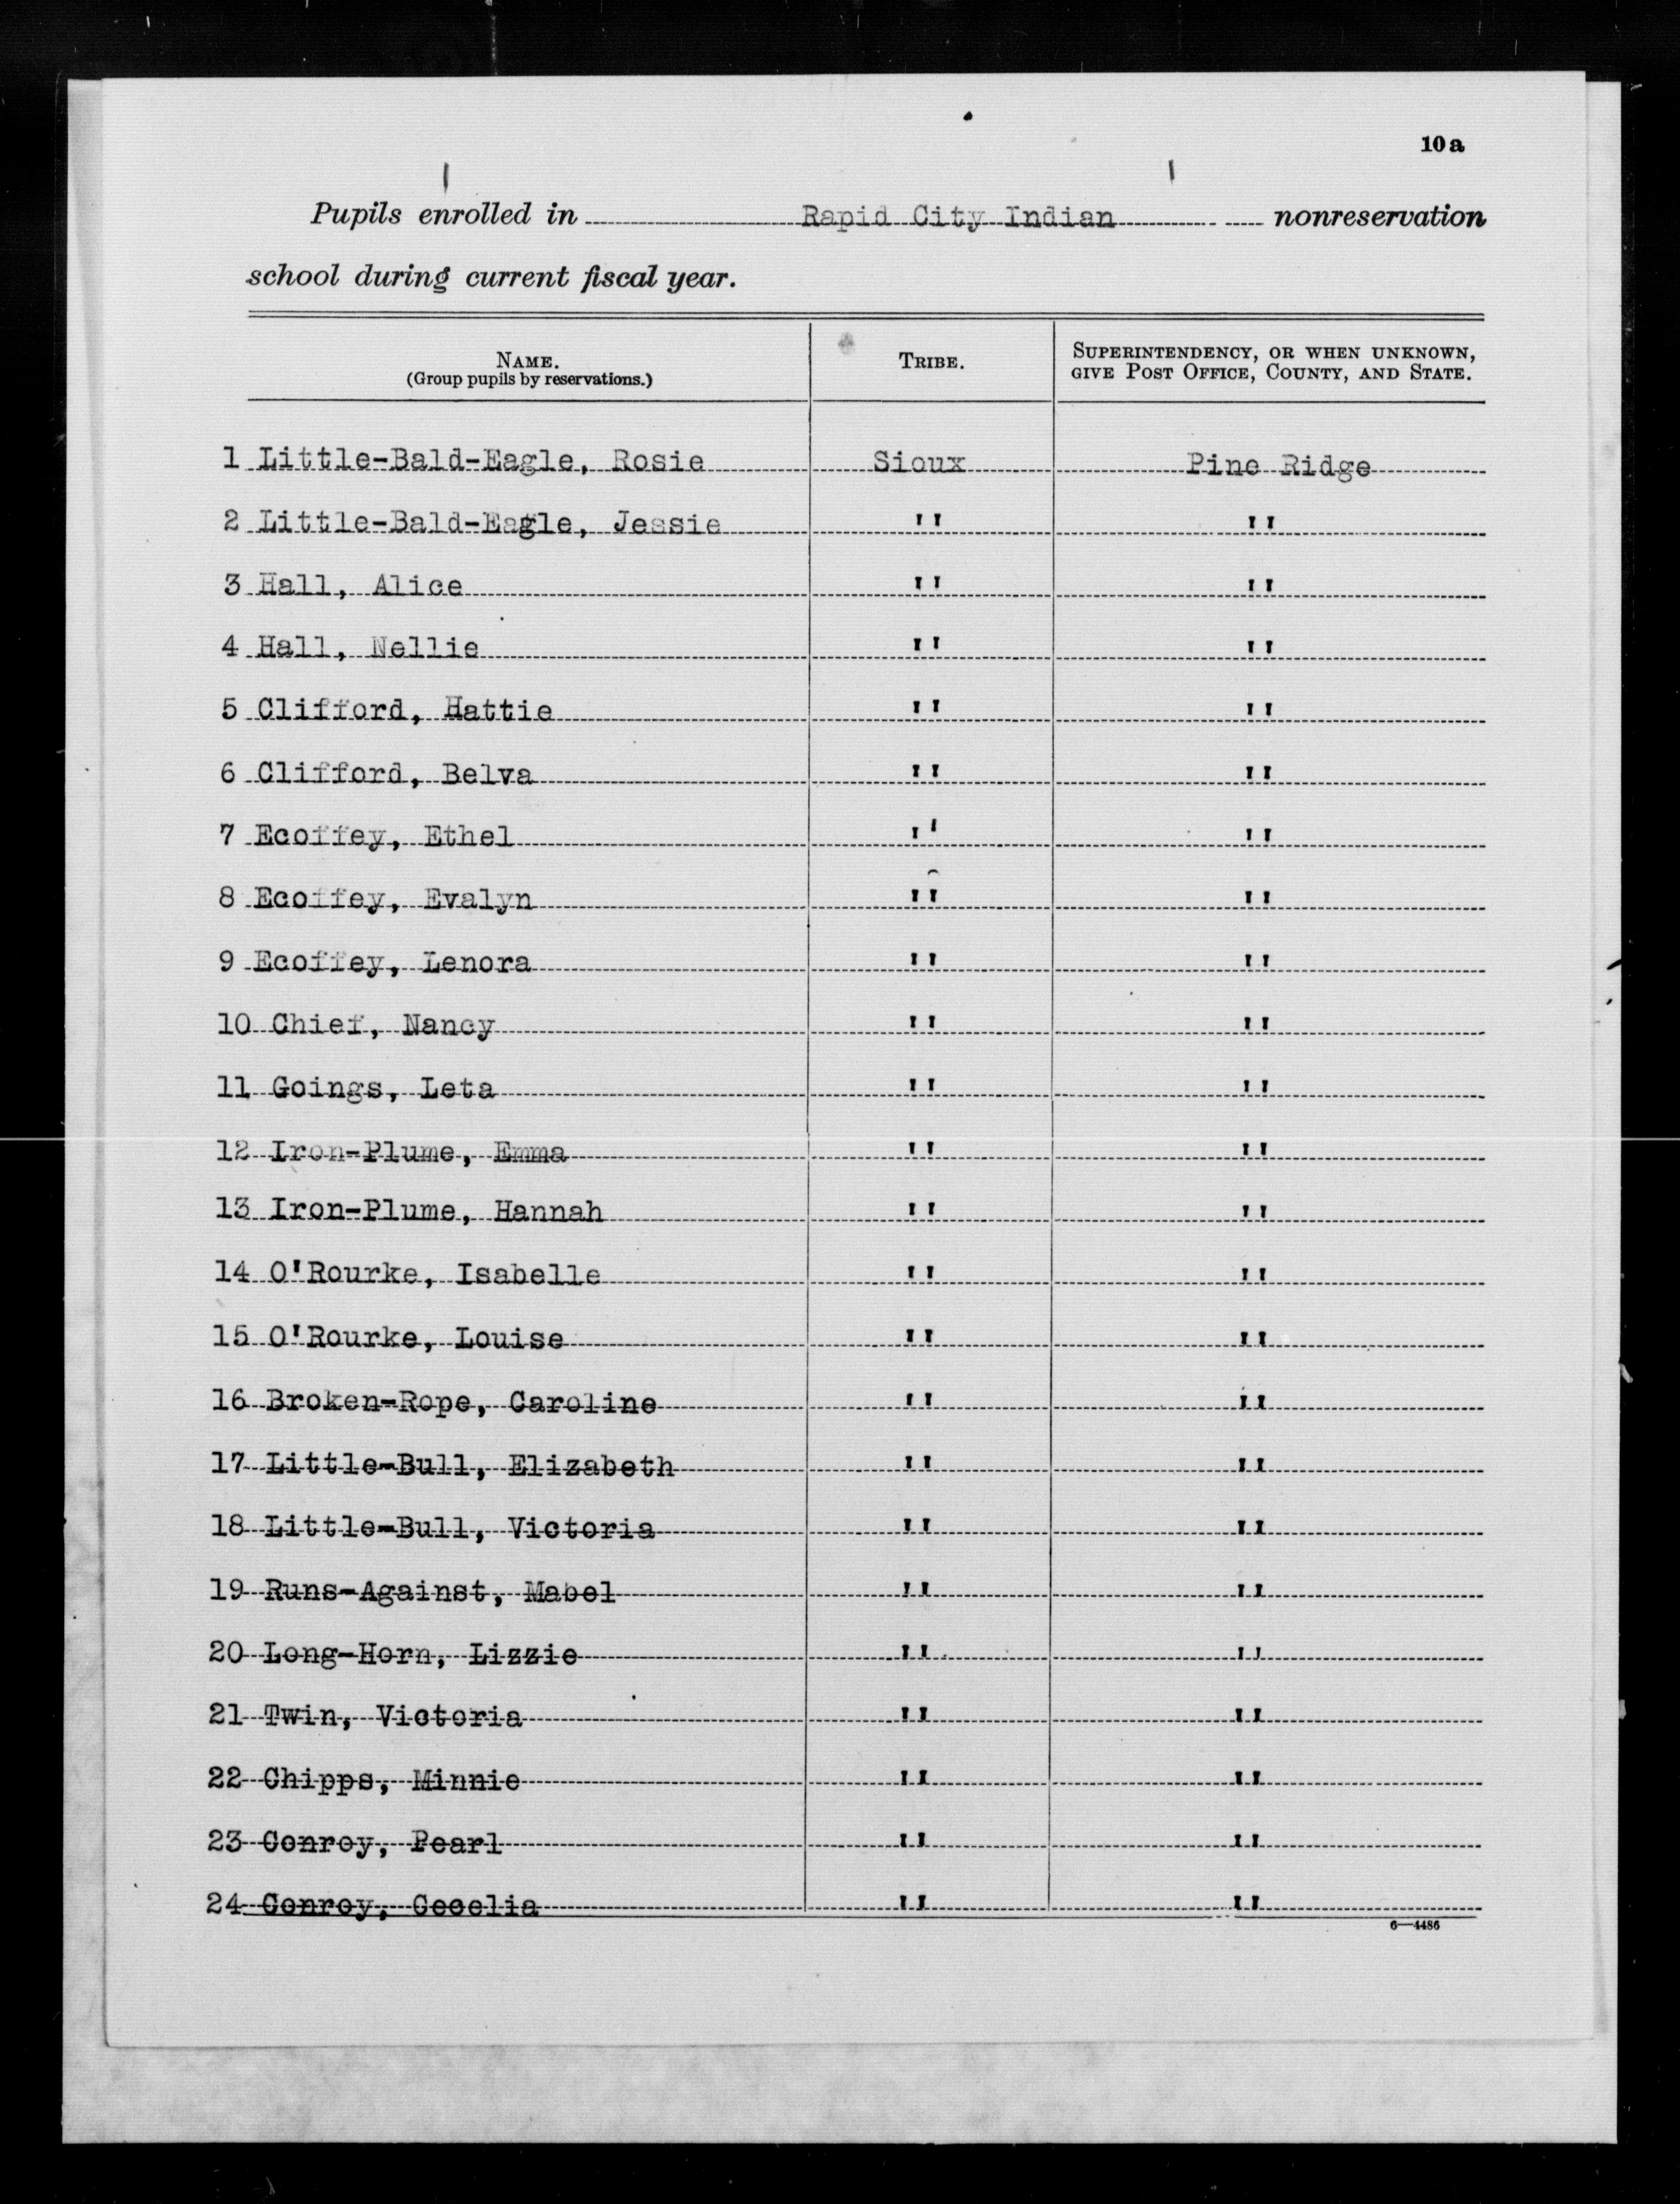 10a
Pupils enrolled in Rapid City Indian nonreservation
school during current fiscal year.
NAME. TRIBE. SUPERINTENDENCY, OR WHEN UNKNOWN,
(Group pupils by reservations.) GIVE POST OFFICE, COUNTY, AND STATE.
1 Little-Bald-Eagle, Rosie Sioux Pine Ridge
2 Little-Bald-Eagle, Jessie " "
3 Hall, Alice " "
4 Hall, Nellie " "
5 Clifford, Hattie " "
6 Clifford, Belva " "
7 Ecoffey, Ethel " "
8 Ecoffey, Evalyn " "
9 Ecoffey, Lenora " "
10 Chief, Nancy " "
11 Goings, Leta " "
12 Iron-Plume, Emma " "
13 Iron-Plume, Hannah " "
14 O'Rourke, Isabelle " "
15 O'Rourke, Louise " "
16 Broken-Rope, Caroline " "
17 Little-Bull, Elizabeth " "
18 Little-Bull, Victoria " "
19 Runs-Against, Mabel " "
20 Long-Horn, Lizzie " "
21 Twin, Victoria " "
22 Chipps, Minnie " "
23 Conroy, Pearl " "
24 Conroy, Cecelia " "
6—4486